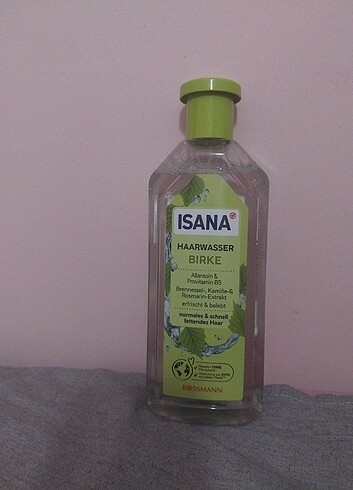 ISANA
HAARWASSER
BIRKE
Allantoin &
Provitamin B5
Brennessel-, Kamille-&
Rosmarin-Extrakt
erfrischt & belebt
normales & schnell
fettendes Haar
ROSSMANN